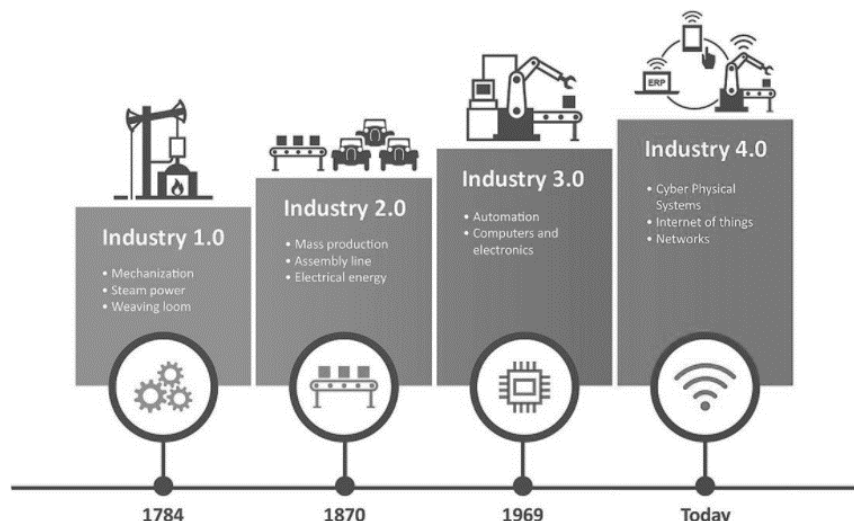 ERP
Industry 1.0
• Mechanization
• Steam power
• Weaving loom
Industry 2.0
• Mass production
• Assembly line
• Electrical energy
Industry 3.0
• Automation
• Computers and
electronics
Industry 4.0
• Cyber Physical
Systems
• Internet of things
• Networks
1784
1870
1969
Today